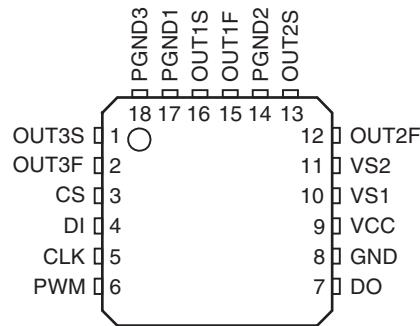 PGND3
PGND1
OUT1S
OUT1F
PGND2
OUT2S
18 17 16 15 14 13
OUT3S 1 12 OUT2F
OUT3F 2 11 VS2
CS 3 10 VS1
DI 4 9 VCC
CLK 5 8 GND
PWM 6 7 DO